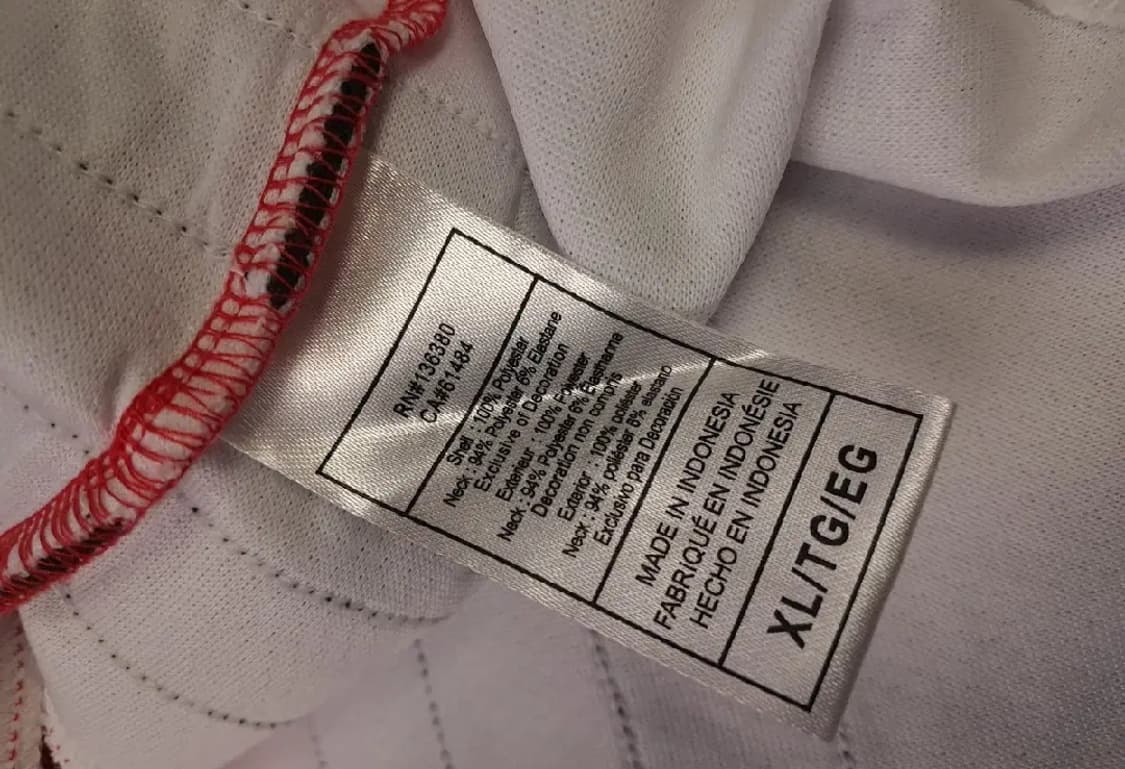 RN#136380
CA#61484
Shell : 100% Polyester
Neck : 94% Polyester 6% Elastane
Exclusive of Decoration
Exterieur : 100% Polyester
Neck : 94% Polyester 6% Elasthanne
Decoration non compris
Exterior : 100% poliéster
Neck : 94% poliéster 6% elastano
Exclusivo para Decoración
MADE IN INDONESIA
FABRIQUÉ EN INDONÉSIE
HECHO EN INDONESIA
XL/TG/EG